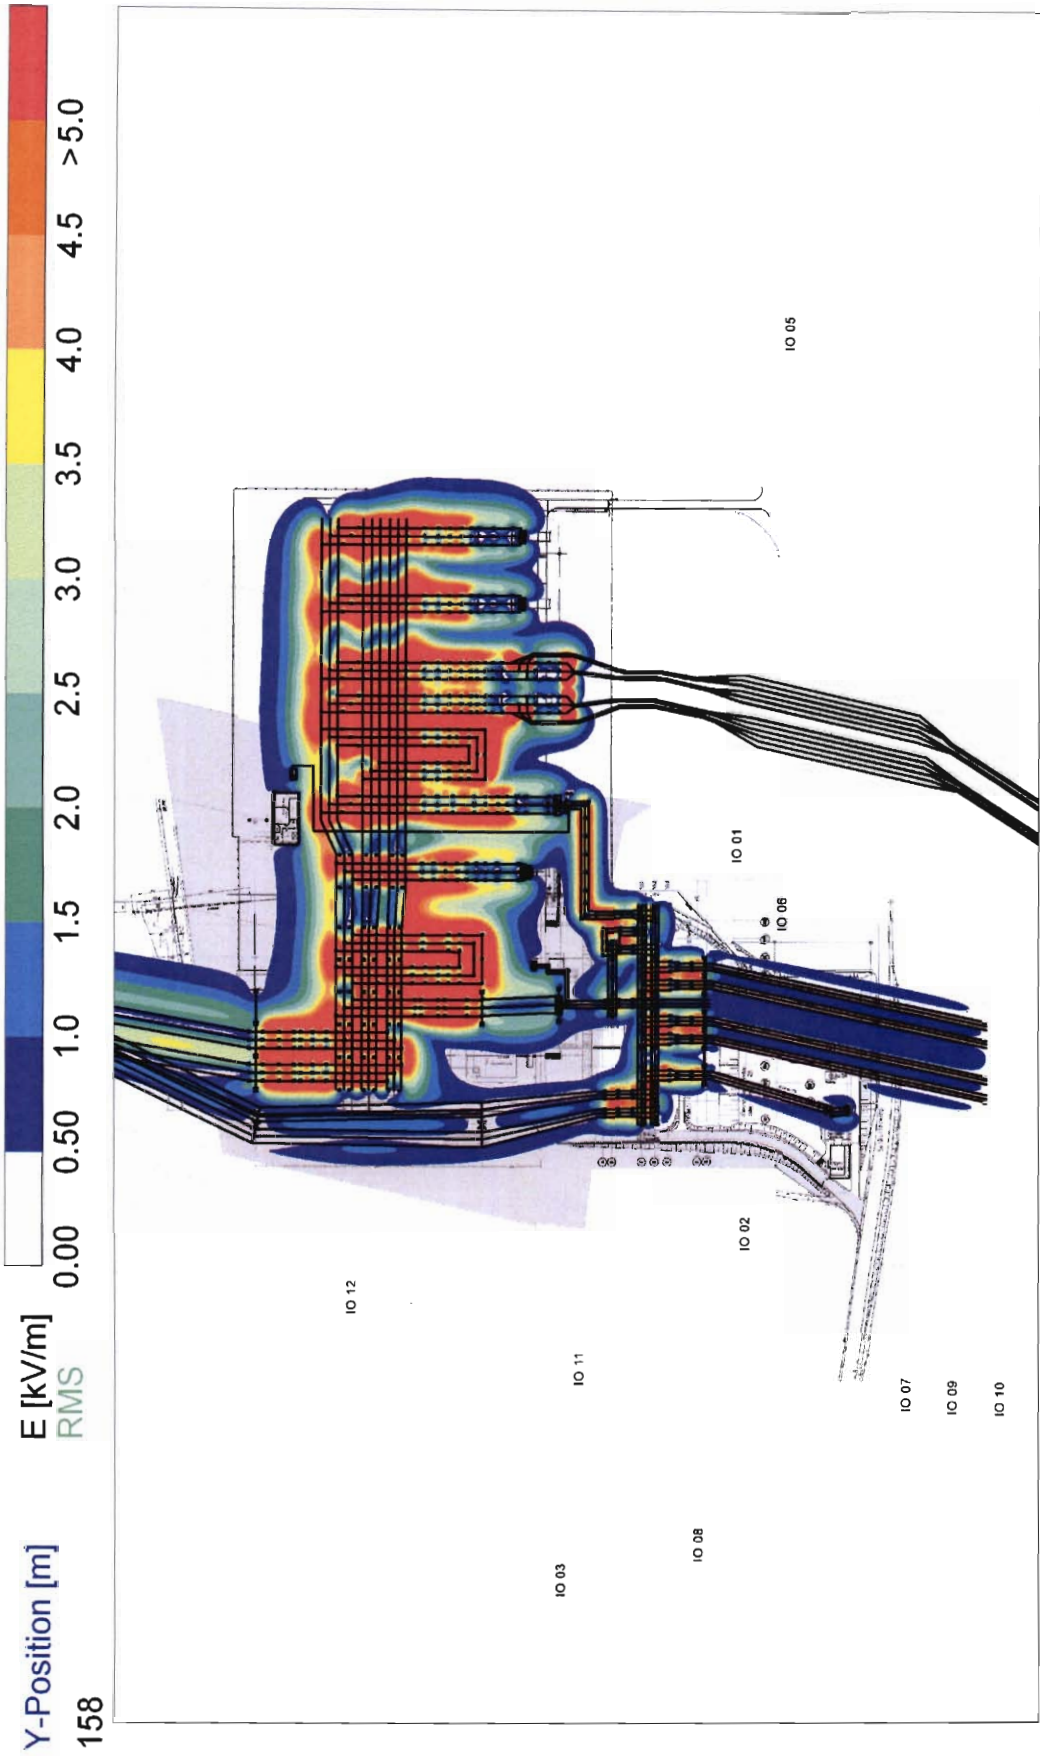 Y-Position [m]
E [kV/m]
RMS
0.00
0.50
1.0
1.5
2.0
2.5
3.0
3.5
4.0
4.5
>5.0
158
IO 12
IO 03
IO 11
IO 08
IO 02
IO 01
IO 06
IO 05
IO 07
IO 09
IO 10